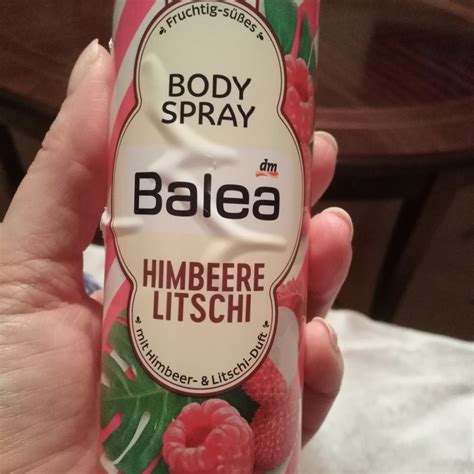 Fruchtig-süßes
BODY
SPRAY
dm
Balea
HIMBEERE
LITSCHI
mit Himbeer- & Litschi-Duft